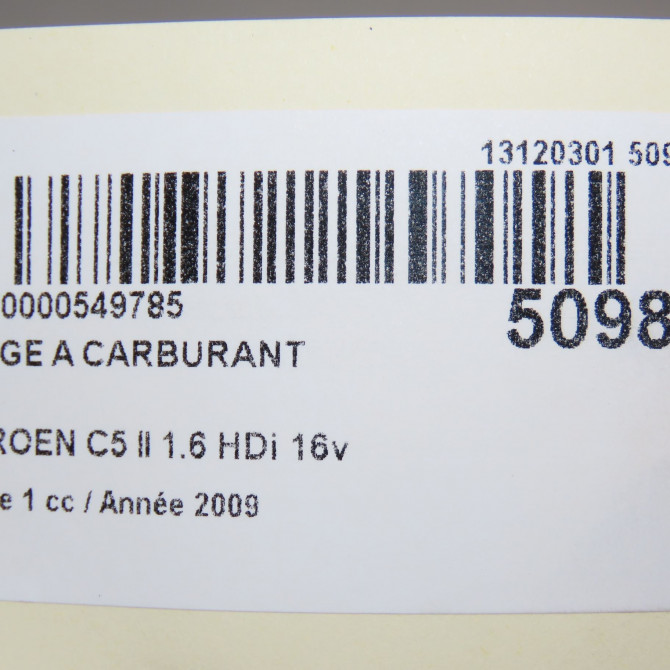 13120301 509
0000549785
5098
GE A CARBURANT
ROEN C5 II 1.6 HDi 16v
e 1 cc / Année 2009